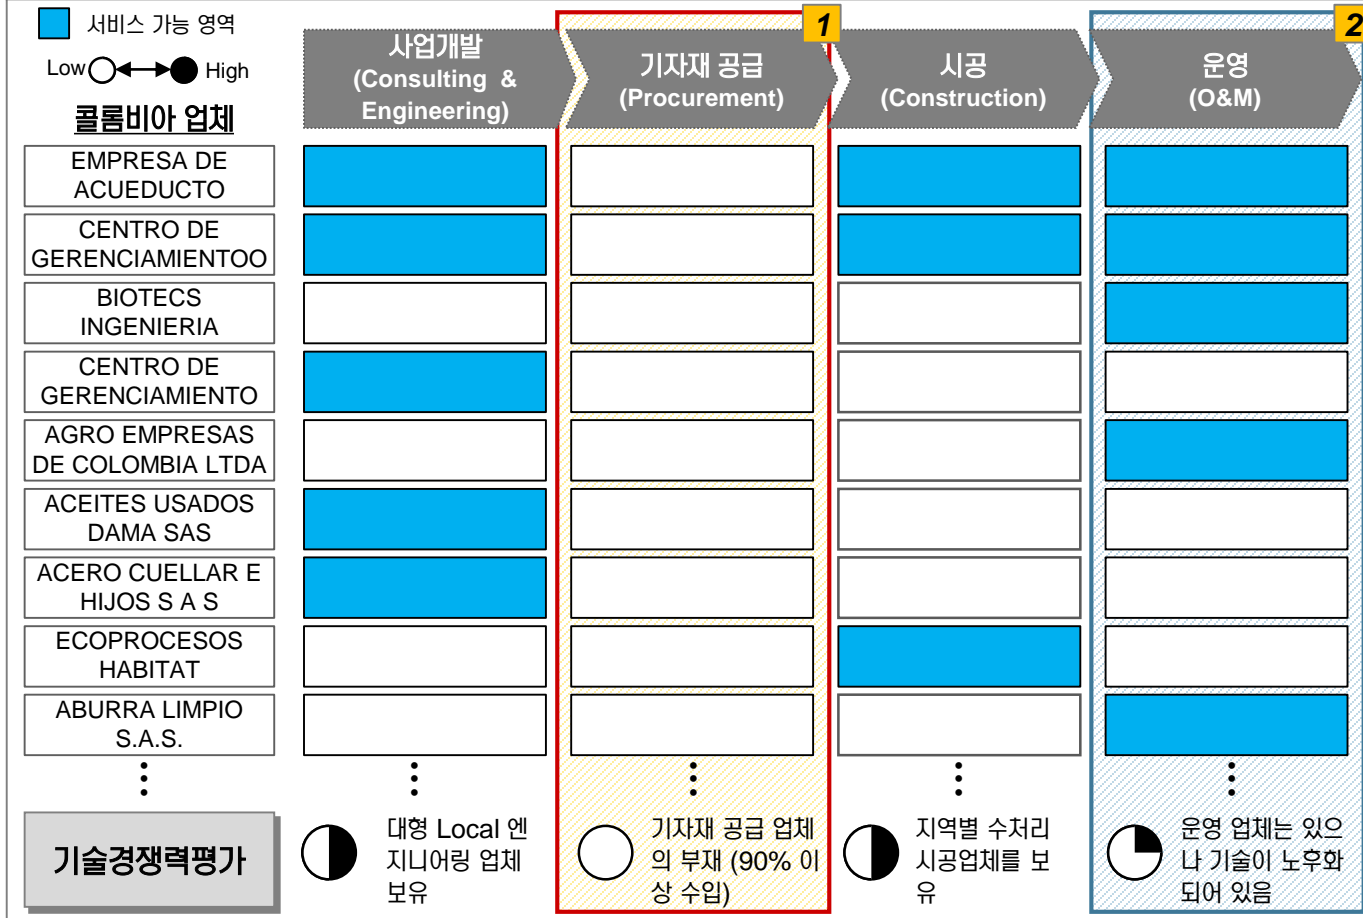 서비스 가능 영역
Low High
콜롬비아 업체
사업개발
(Consulting &
Engineering)
1
기자재 공급
(Procurement)
시공
(Construction)
2
운영
(O&M)
EMPRESA DE
ACUEDUCTO
CENTRO DE
GERENCIAMIENTOO
BIOTECS
INGENIERIA
CENTRO DE
GERENCIAMIENTO
AGRO EMPRESAS
DE COLOMBIA LTDA
ACEITES USADOS
DAMA SAS
ACERO CUELLAR E
HIJOS S A S
ECOPROCESOS
HABITAT
ABURRA LIMPIO
S.A.S.
기술경쟁력평가
대형 Local 엔
지니어링 업체
보유
기자재 공급 업체
의 부재 (90% 이
상 수입)
지역별 수처리
시공업체를 보
유
운영 업체는 있으
나 기술이 노후화
되어 있음